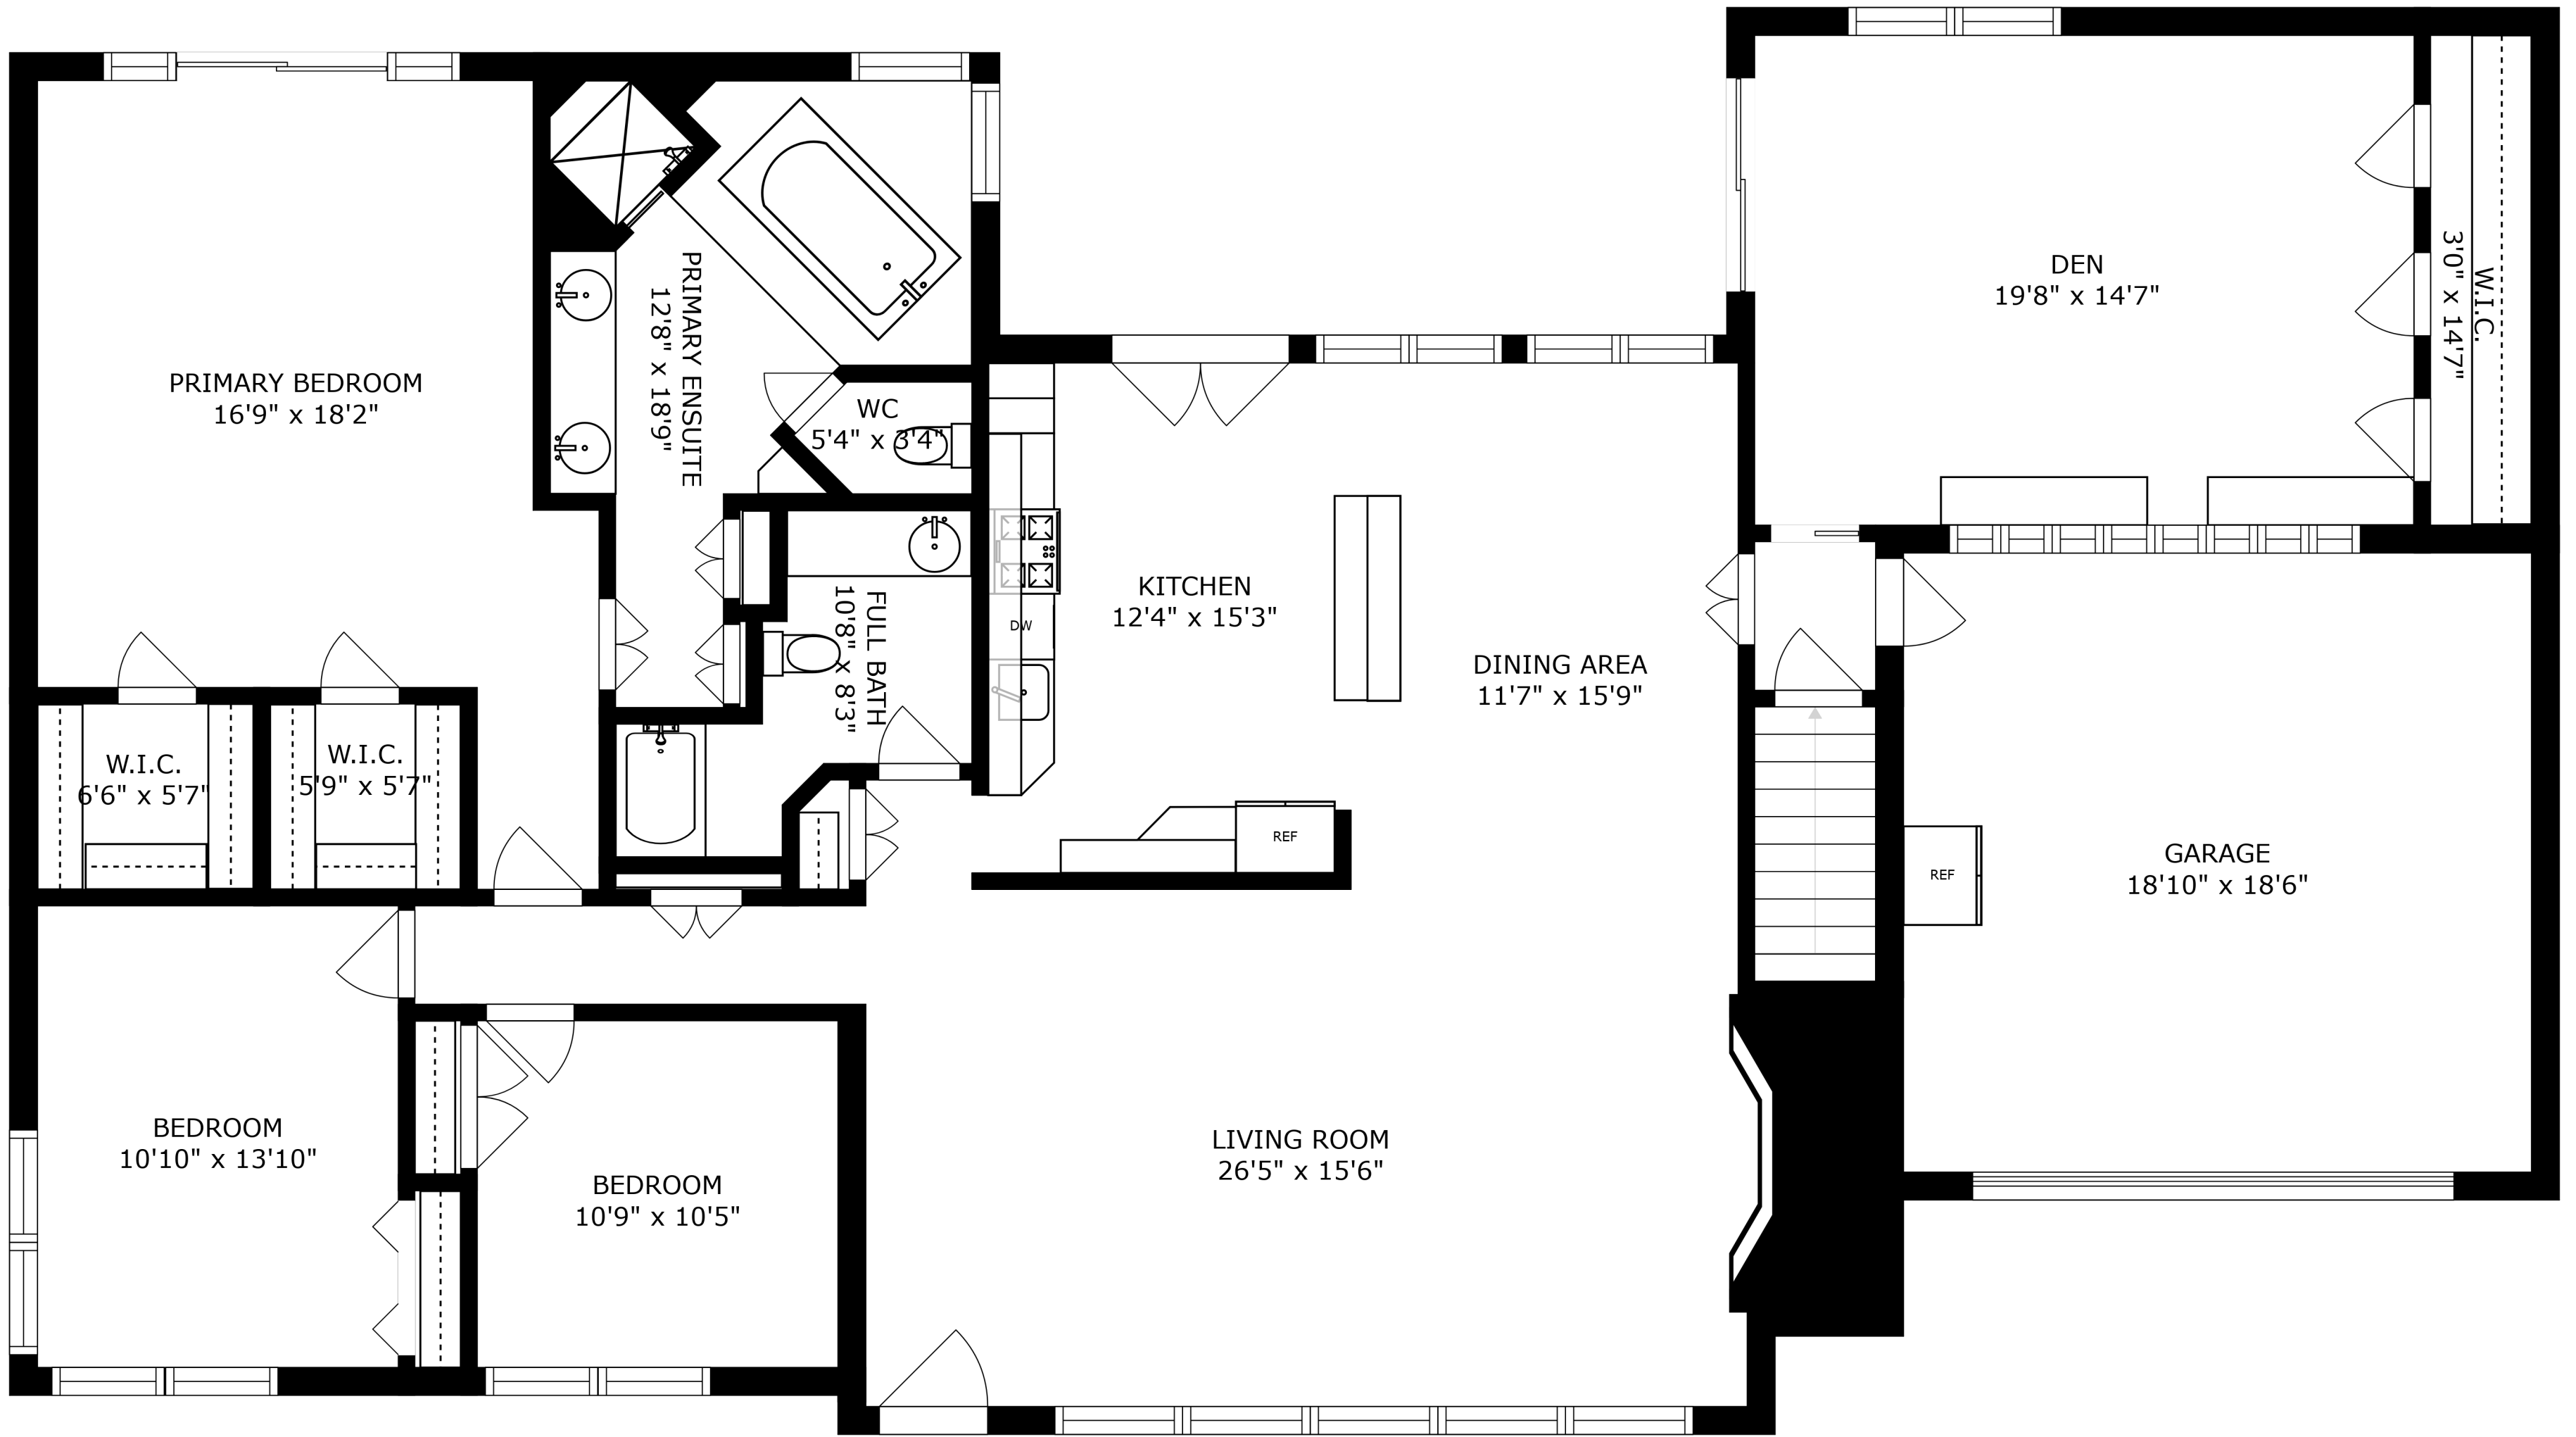 PRIMARY BEDROOM
16'9" x 18'2"
PRIMARY ENSUITE
12'8" x 18'9"
WC
5'4" x 3'4"
DEN
19'8" x 14'7"
W.I.C.
3'0" x 14'7"
KITCHEN
12'4" x 15'3"
DW
FULL BATH
10'8" x 8'3"
DINING AREA
11'7" x 15'9"
W.I.C.
6'6" x 5'7"
W.I.C.
5'9" x 5'7"
REF
REF
GARAGE
18'10" x 18'6"
BEDROOM
10'10" x 13'10"
BEDROOM
10'9" x 10'5"
LIVING ROOM
26'5" x 15'6"